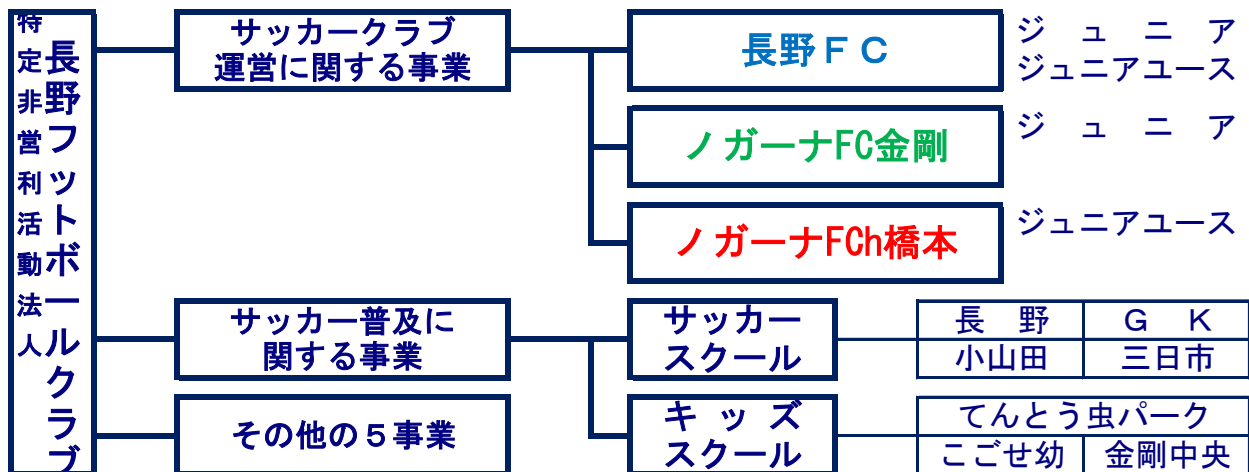 特定非営利活動法人
長野フットボールクラブ
サッカークラブ
運営に関する事業
長野ＦＣ
ジュニア
ジュニアユース
ノガーナFC金剛
ジュニア
ノガーナFCh橋本
ジュニアユース
サッカー普及に
関する事業
サッカー
スクール
長　野
Ｇ　Ｋ
小山田
三日市
その他の５事業
キッズ
スクール
てんとう虫パーク
こごせ幼
金剛中央